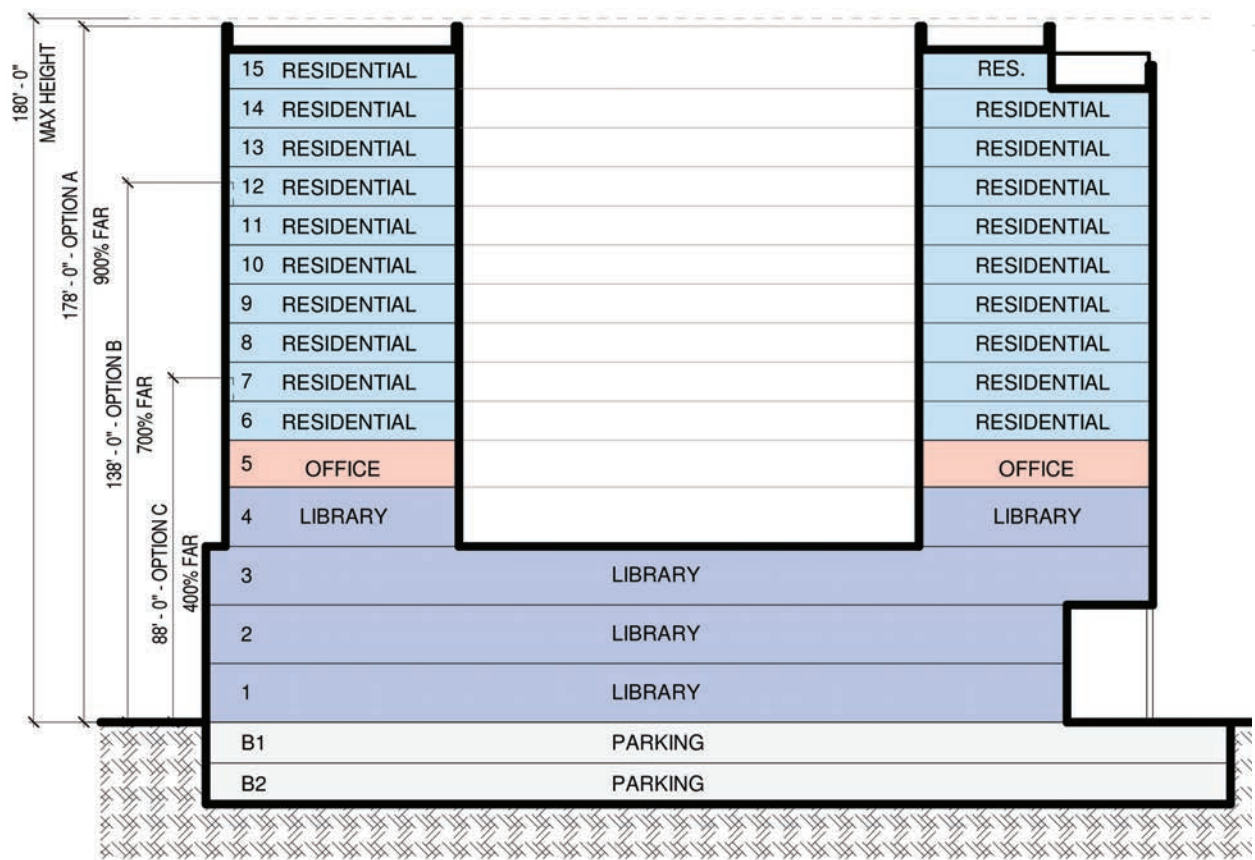 180' - 0"
MAX HEIGHT
178' - 0" - OPTION A
900% FAR
138' - 0" - OPTION B
700% FAR
88' - 0" - OPTION C
400% FAR
15 RESIDENTIAL RES.
14 RESIDENTIAL RESIDENTIAL
13 RESIDENTIAL RESIDENTIAL
12 RESIDENTIAL RESIDENTIAL
11 RESIDENTIAL RESIDENTIAL
10 RESIDENTIAL RESIDENTIAL
9 RESIDENTIAL RESIDENTIAL
8 RESIDENTIAL RESIDENTIAL
7 RESIDENTIAL RESIDENTIAL
6 RESIDENTIAL RESIDENTIAL
5 OFFICE OFFICE
4 LIBRARY LIBRARY
3 LIBRARY
2 LIBRARY
1 LIBRARY
B1 PARKING
B2 PARKING